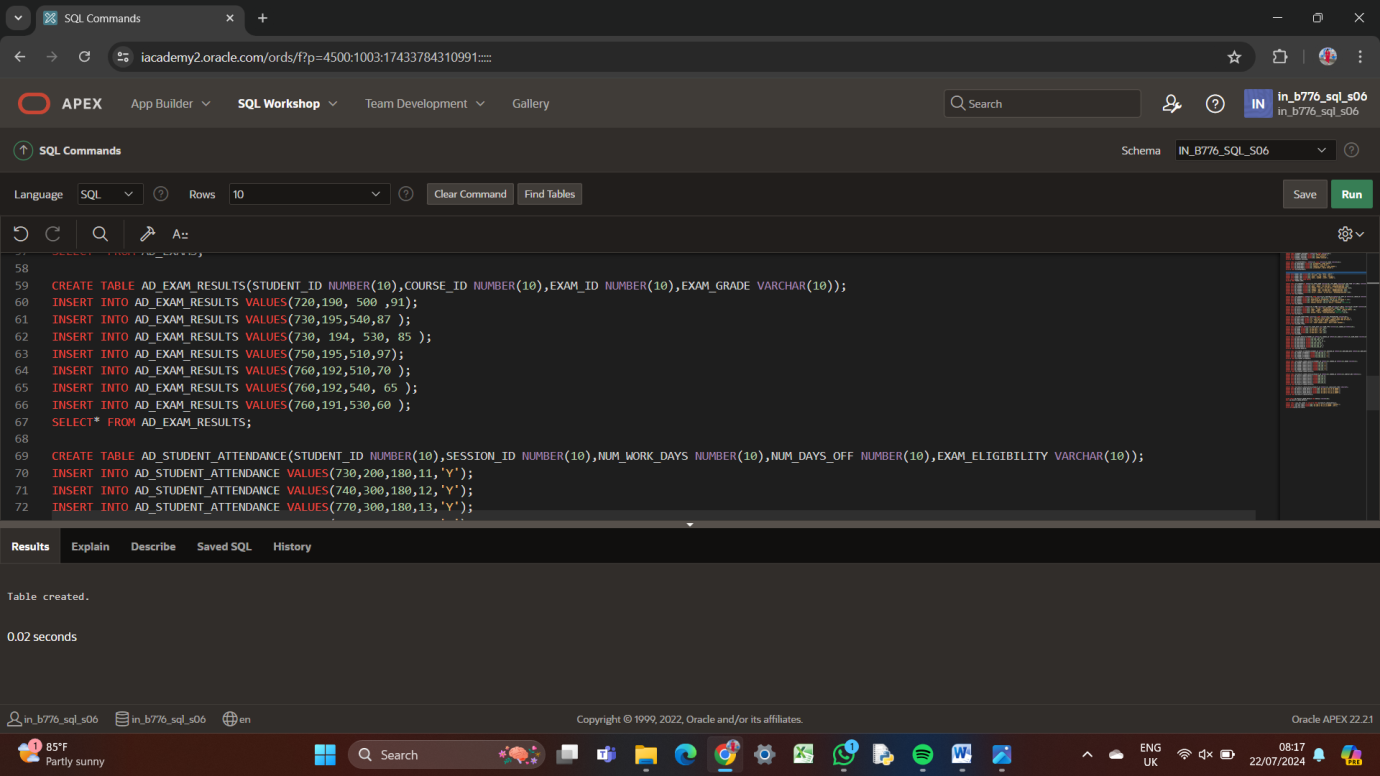 SQL Commands
iacademy2.oracle.com/ords/f?p=4500:1003:17433784310991:::::
APEX
App Builder
SQL Workshop
Team Development
Gallery
Search
IN
in_b776_sql_s06
in_b776_sql_s06
SQL Commands
Schema
IN_B776_SQL_S06
Language
SQL
Rows
10
Clear Command
Find Tables
Save
Run
57 SELECT* FROM AD_EXAMS;
58
59 CREATE TABLE AD_EXAM_RESULTS(STUDENT_ID NUMBER(10),COURSE_ID NUMBER(10),EXAM_ID NUMBER(10),EXAM_GRADE VARCHAR(10));
60 INSERT INTO AD_EXAM_RESULTS VALUES(720,190, 500 ,91);
61 INSERT INTO AD_EXAM_RESULTS VALUES(730,195,540,87 );
62 INSERT INTO AD_EXAM_RESULTS VALUES(730, 194, 530, 85 );
63 INSERT INTO AD_EXAM_RESULTS VALUES(750,195,510,97);
64 INSERT INTO AD_EXAM_RESULTS VALUES(760,192,510,70 );
65 INSERT INTO AD_EXAM_RESULTS VALUES(760,192,540, 65 );
66 INSERT INTO AD_EXAM_RESULTS VALUES(760,191,530,60 );
67 SELECT* FROM AD_EXAM_RESULTS;
68
69 CREATE TABLE AD_STUDENT_ATTENDANCE(STUDENT_ID NUMBER(10),SESSION_ID NUMBER(10),NUM_WORK_DAYS NUMBER(10),NUM_DAYS_OFF NUMBER(10),EXAM_ELIGIBILITY VARCHAR(10));
70 INSERT INTO AD_STUDENT_ATTENDANCE VALUES(730,200,180,11,'Y');
71 INSERT INTO AD_STUDENT_ATTENDANCE VALUES(740,300,180,12,'Y');
72 INSERT INTO AD_STUDENT_ATTENDANCE VALUES(770,300,180,13,'Y');
Results
Explain
Describe
Saved SQL
History
Table created.
0.02 seconds
in_b776_sql_s06
in_b776_sql_s06
en
Copyright © 1999, 2022, Oracle and/or its affiliates.
Oracle APEX 22.2.1
1
85°F
Partly sunny
Search
1
ENG
UK
08:17
22/07/2024
PRE